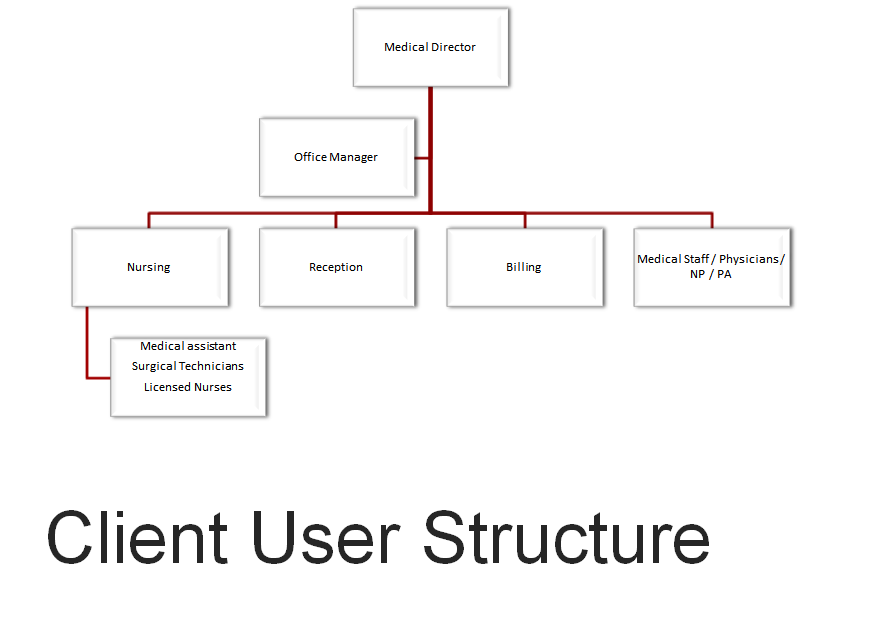 Medical Director
Office Manager
Nursing
Reception
Billing
Medical Staff / Physicians /
NP / PA
Medical assistant
Surgical Technicians
Licensed Nurses
Client User Structure